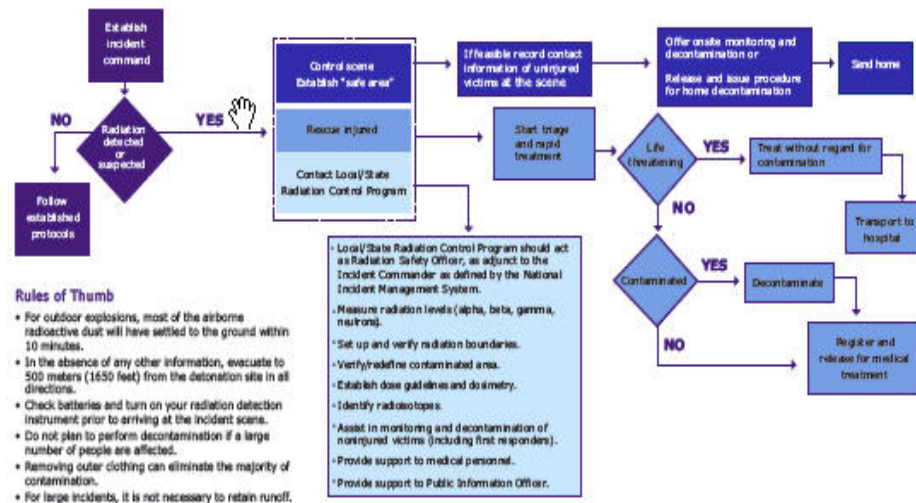 Establish
incident
command
NO
Radiation
detected
or
suspected
YES
Follow
established
protocols
Control scene
Establish "safe area"
Rescue injured
Contact Local/State
Radiation Control Program
If feasible record contact
information of uninjured
victims at the scene
Offer onsite monitoring and
decontamination or
Release and issue procedure
for home decontamination
Send home
Start triage
and rapid
treatment
Life
threatening
YES
Treat without regard for
contamination
Transport to
hospital
NO
Contaminated
YES
Decontaminate
NO
Register and
release for medical
treatment
• Local/State Radiation Control Program should act
as Radiation Safety Officer, as adjunct to the
Incident Commander as defined by the National
Incident Management System.
• Measure radiation levels (alpha, beta, gamma,
neutrons).
• Set up and verify radiation boundaries.
• Verify/redefine contaminated area.
• Establish dose guidelines and dosimetry.
• Identify radioisotopes.
• Assist in monitoring and decontamination of
noninjured victims (including first responders).
• Provide support to medical personnel.
• Provide support to Public Information Officer.
Rules of Thumb
• For outdoor explosions, most of the airborne
radioactive dust will have settled to the ground within
10 minutes.
• In the absence of any other information, evacuate to
500 meters (1650 feet) from the detonation site in all
directions.
• Check batteries and turn on your radiation detection
instrument prior to arriving at the incident scene.
• Do not plan to perform decontamination if a large
number of people are affected.
• Removing outer clothing can eliminate the majority of
contamination.
• For large incidents, it is not necessary to retain runoff.